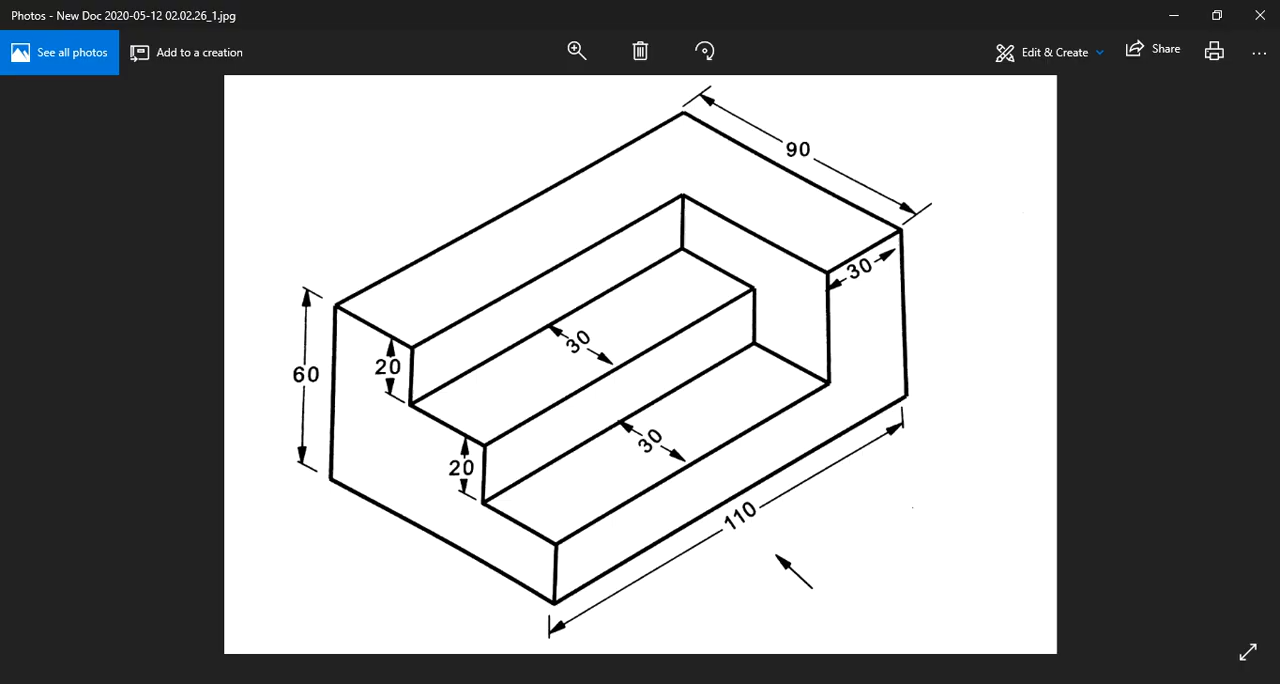 Photos - New Doc 2020-05-12 02.02.26_1.jpg
See all photos
Add to a creation
Edit & Create
Share
90
30
60
20
30
20
30
110